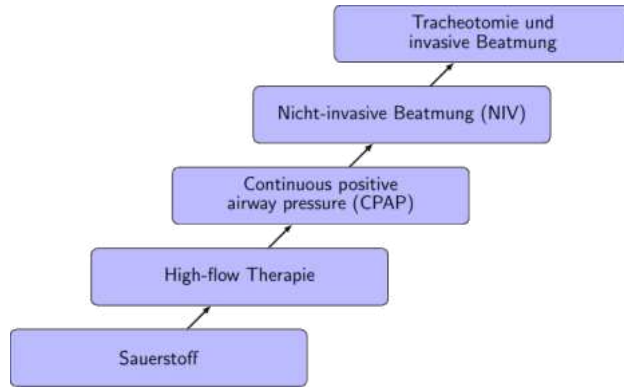 Tracheotomie und
invasive Beatmung
Nicht-invasive Beatmung (NIV)
Continuous positive
airway pressure (CPAP)
High-flow Therapie
Sauerstoff